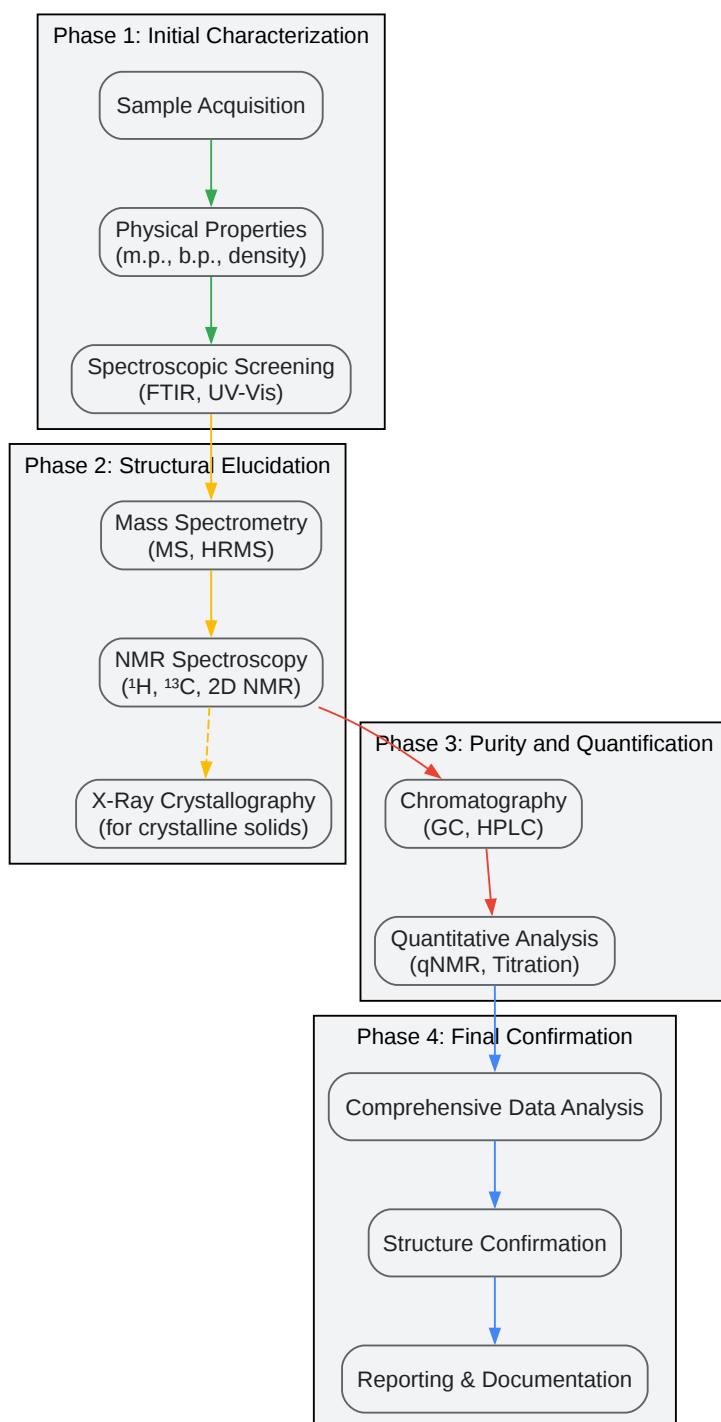 Phase 1: Initial Characterization
Sample Acquisition
Physical Properties
(m.p., b.p., density)
Spectroscopic Screening
(FTIR, UV-Vis)
Phase 2: Structural Elucidation
Mass Spectrometry
(MS, HRMS)
NMR Spectroscopy
(¹H, ¹³C, 2D NMR)
X-Ray Crystallography
(for crystalline solids)
Phase 3: Purity and Quantification
Chromatography
(GC, HPLC)
Quantitative Analysis
(qNMR, Titration)
Phase 4: Final Confirmation
Comprehensive Data Analysis
Structure Confirmation
Reporting & Documentation